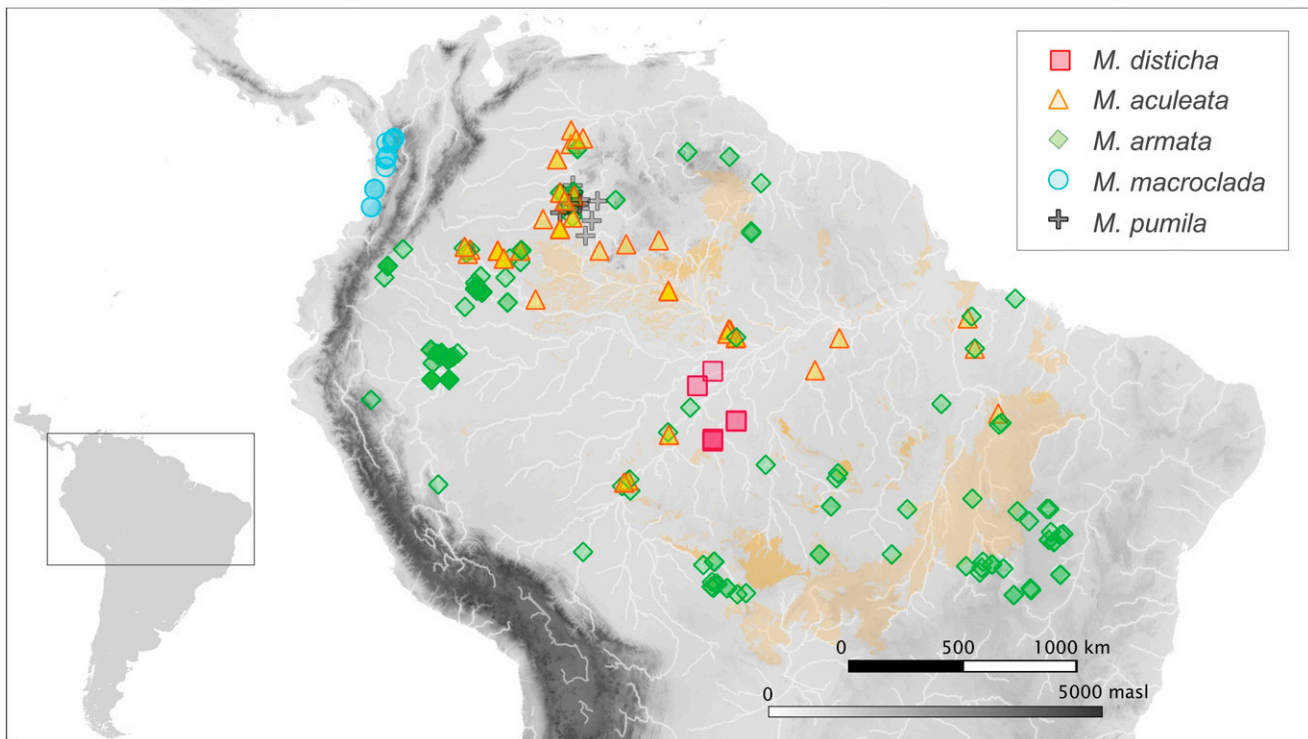 M. disticha
M. aculeata
M. armata
M. macroclada
M. pumila
0 500 1000 km
0 5000 masl